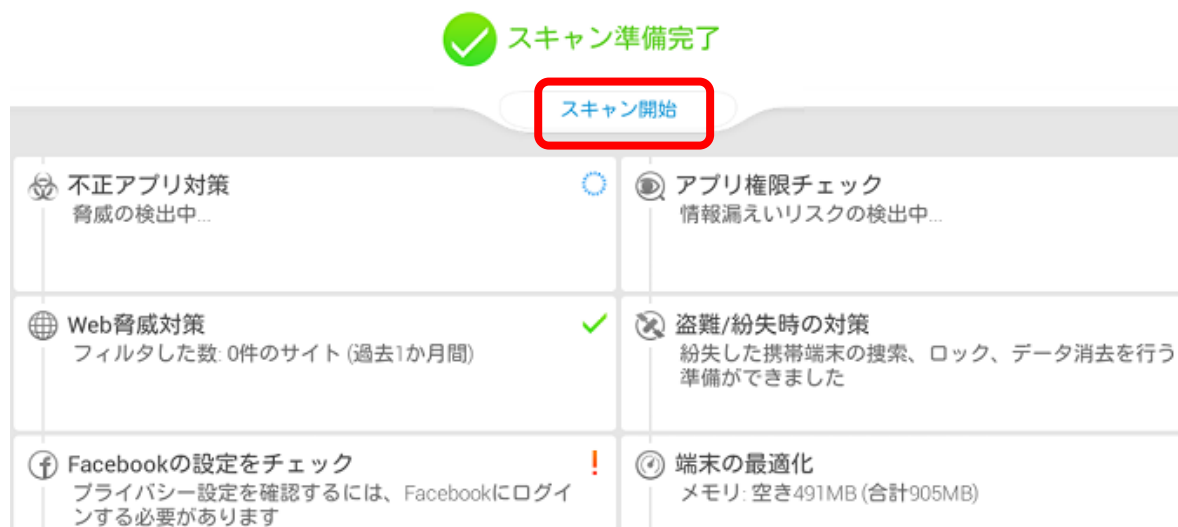 スキャン準備完了
スキャン開始
不正アプリ対策
脅威の検出中...
アプリ権限チェック
情報漏えいリスクの検出中...
Web脅威対策
フィルタした数: 0件のサイト (過去1か月間)
盗難/紛失時の対策
紛失した携帯端末の捜索、ロック、データ消去を行う
準備ができました
Facebookの設定をチェック
プライバシー設定を確認するには、Facebookにログイ
ンする必要があります
端末の最適化
メモリ: 空き491MB (合計905MB)